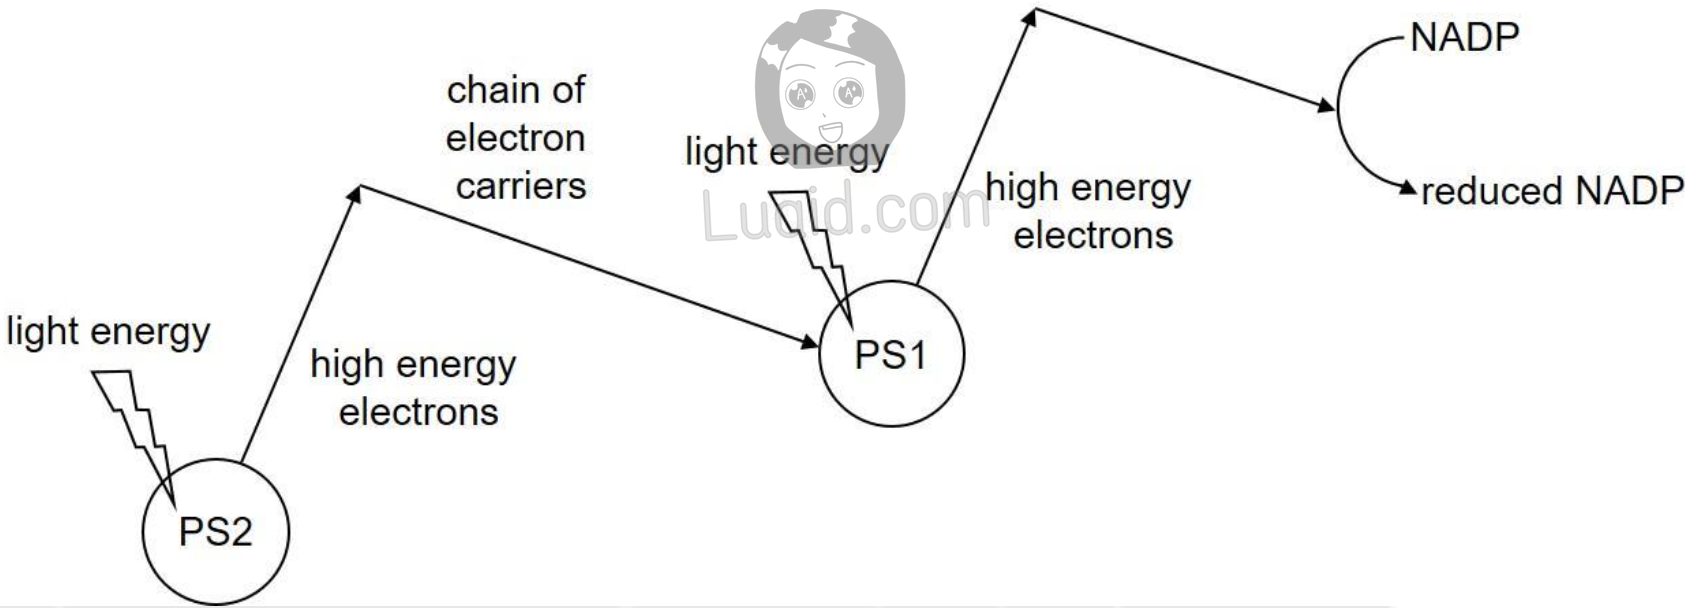 NADP
chain of
electron
carriers
light energy
high energy
electrons
reduced NADP
Luqid.com
light energy
high energy
electrons
PS1
PS2
A*
A*